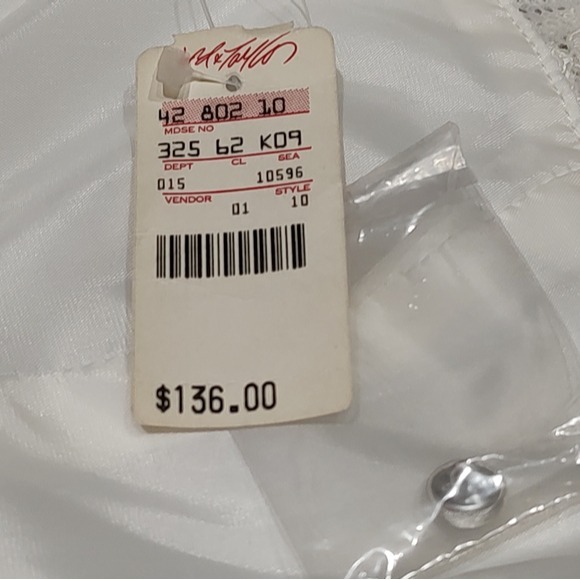 & Taylor
42 802 10
MDSE NO
325 62 K09
DEPT CL SEA
015 10596
VENDOR STYLE
01 10
$136.00